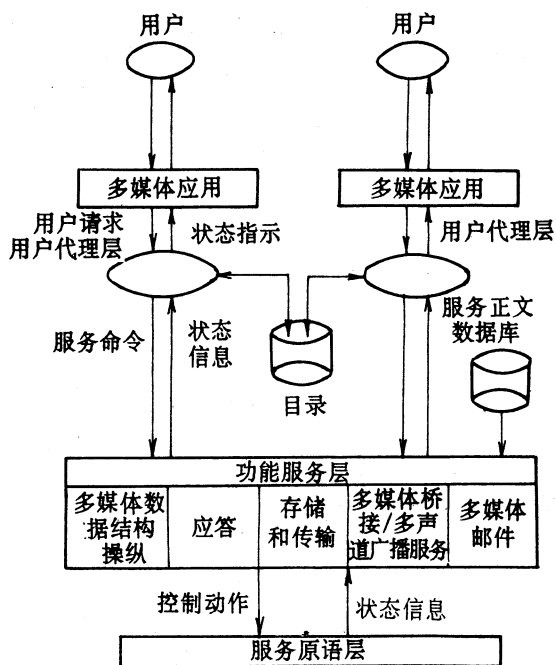 用户
用户
多媒体应用
多媒体应用
用户请求
用户代理层
状态指示
用户代理层
服务命令
状态
信息
目录
服务正文
数据库
功能服务层
多媒体数
据结构
操纵
应答
存储
和传输
多媒体桥
接/多声
道广播服务
多媒体
邮件
控制动作
状态信息
服务原语层